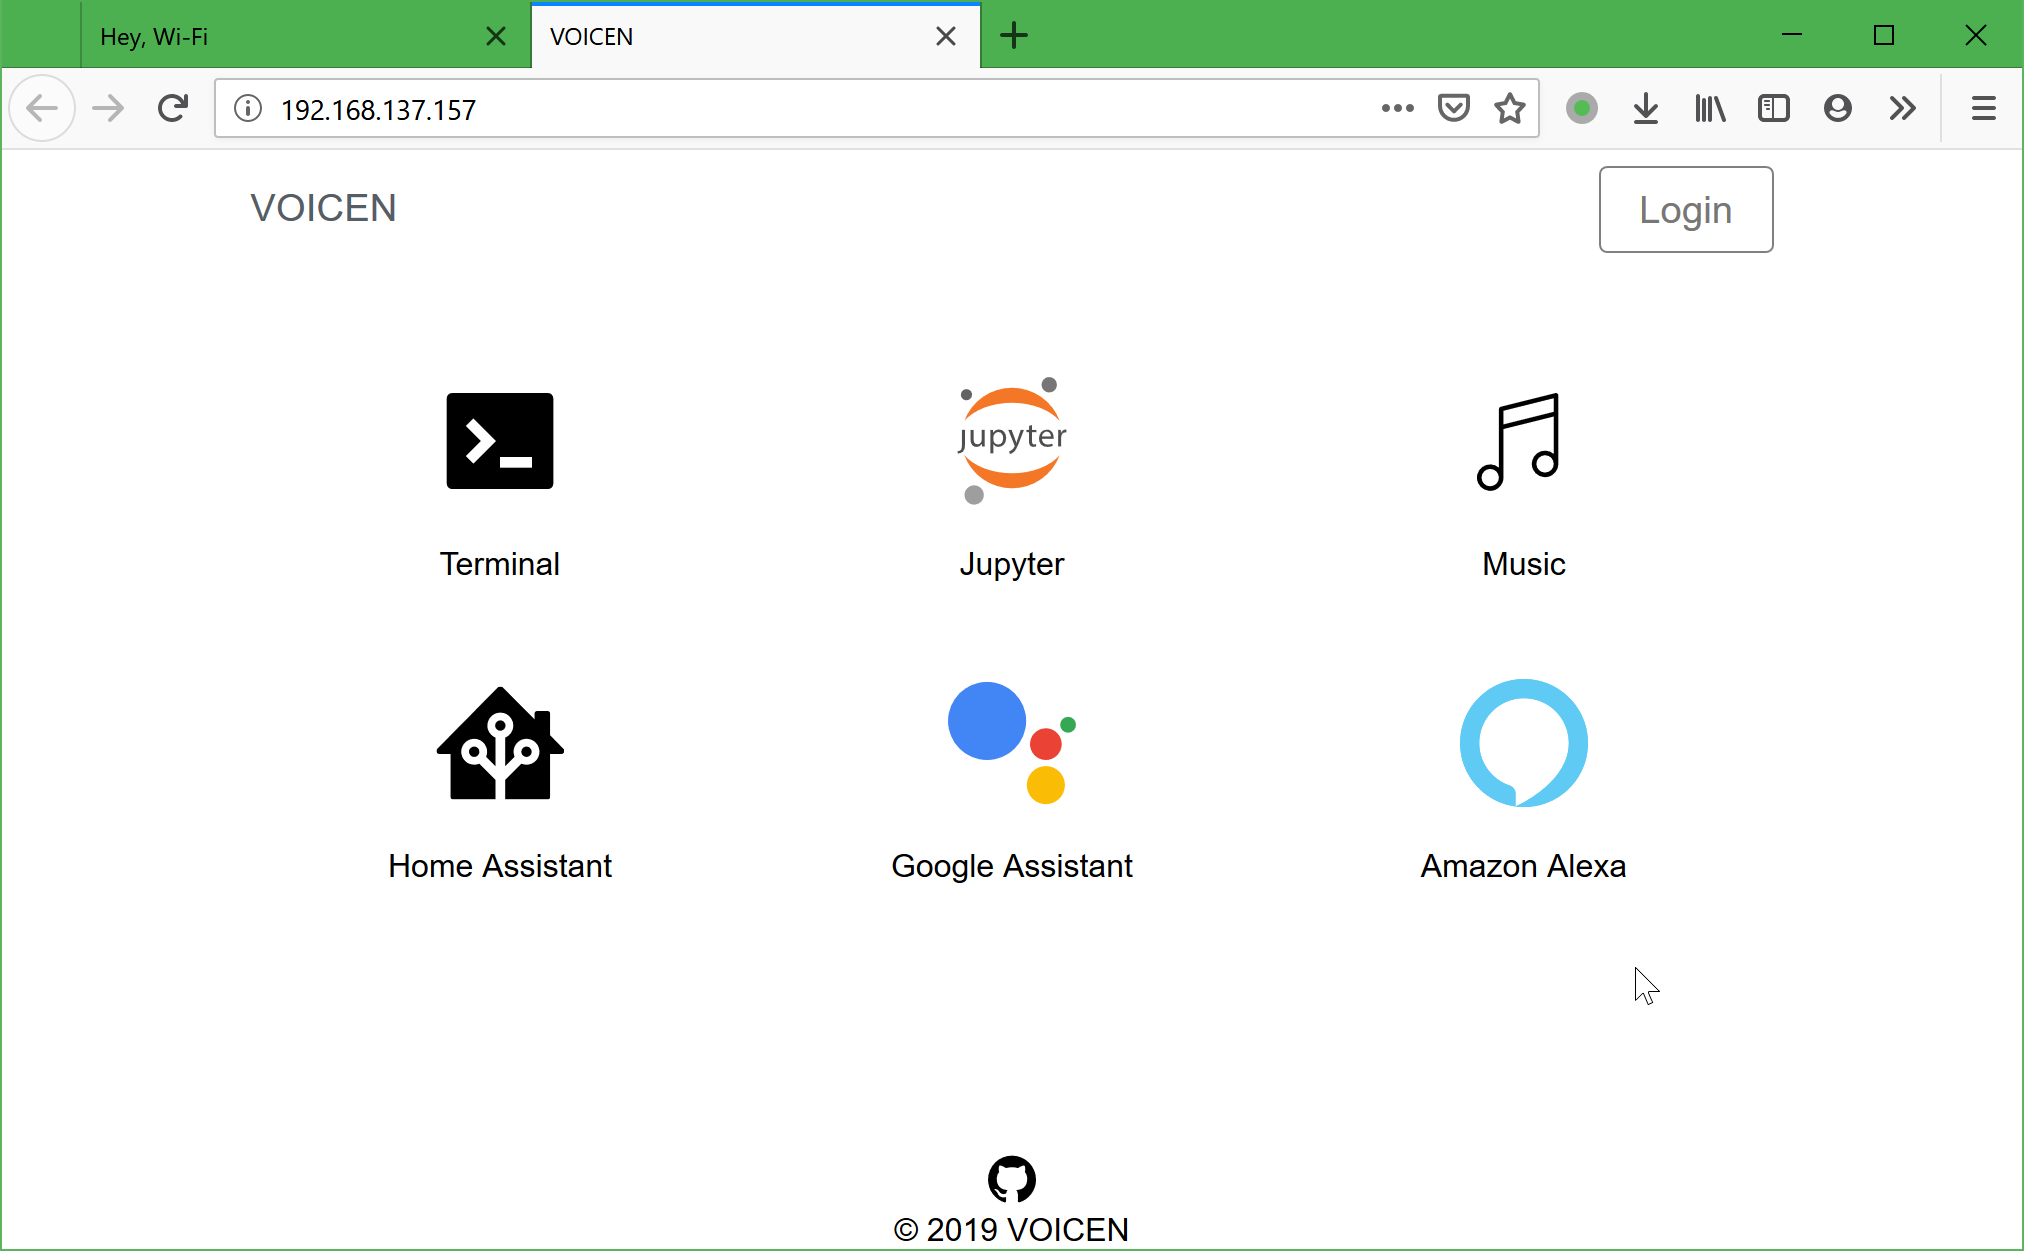 Hey, Wi-Fi
VOICEN
192.168.137.157
VOICEN
Login
jupyter
Terminal
Jupyter
Music
Home Assistant
Google Assistant
Amazon Alexa
© 2019 VOICEN